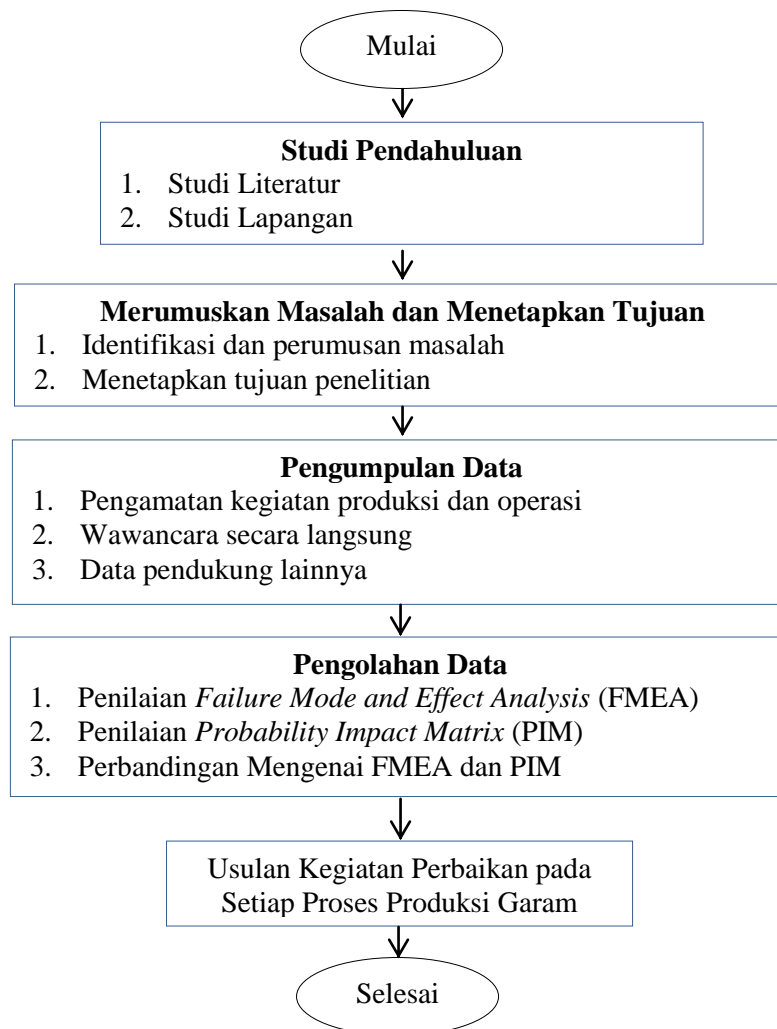 Mulai
Studi Pendahuluan
1. Studi Literatur
2. Studi Lapangan
Merumuskan Masalah dan Menetapkan Tujuan
1. Identifikasi dan perumusan masalah
2. Menetapkan tujuan penelitian
Pengumpulan Data
1. Pengamatan kegiatan produksi dan operasi
2. Wawancara secara langsung
3. Data pendukung lainnya
Pengolahan Data
1. Penilaian Failure Mode and Effect Analysis (FMEA)
2. Penilaian Probability Impact Matrix (PIM)
3. Perbandingan Mengenai FMEA dan PIM
Usulan Kegiatan Perbaikan pada
Setiap Proses Produksi Garam
Selesai